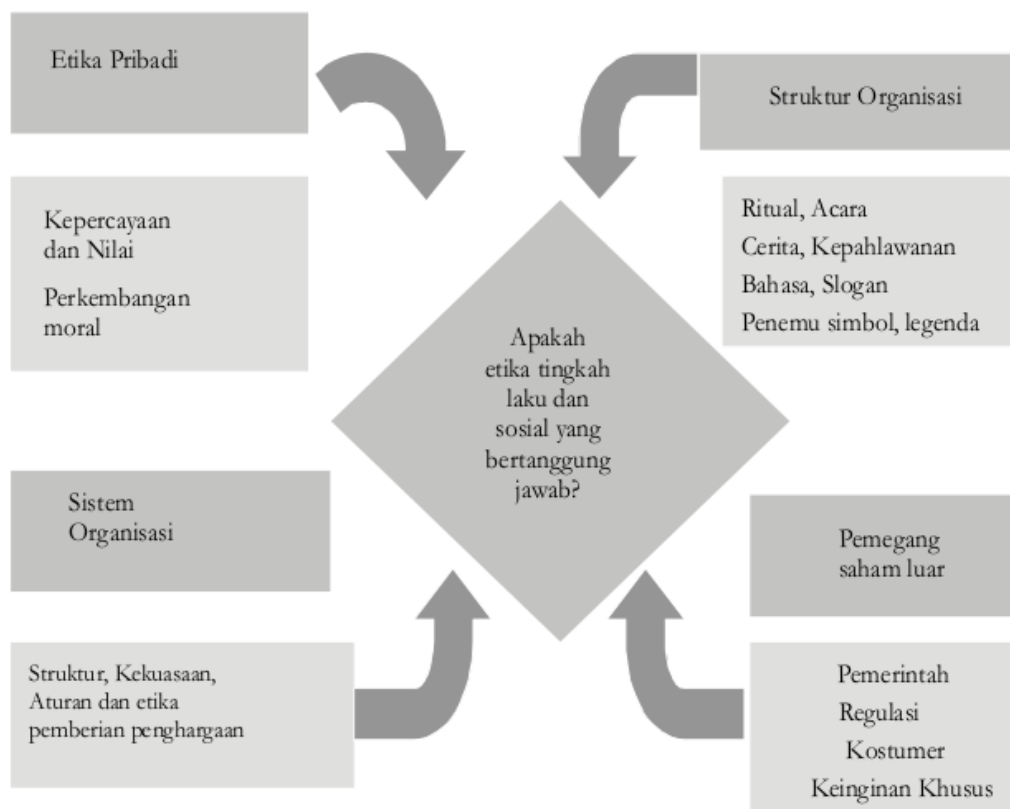 Etika Pribadi
Kepercayaan
dan Nilai
Perkembangan
moral
Struktur Organisasi
Ritual, Acara
Cerita, Kepahlawanan
Bahasa, Slogan
Penemu simbol, legenda
Apakah
etika tingkah
laku dan
sosial yang
bertanggung
jawab?
Sistem
Organisasi
Struktur, Kekuasaan,
Aturan dan etika
pemberian penghargaan
Pemegang
saham luar
Pemerintah
Regulasi
Kostumer
Keinginan Khusus